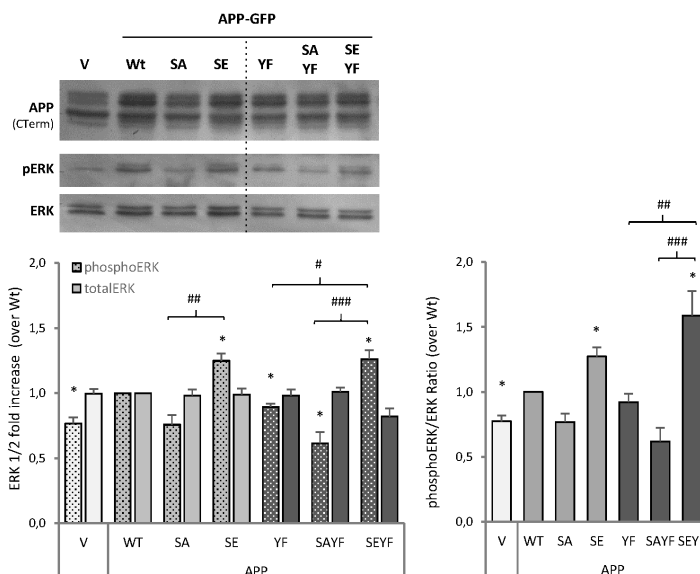 APP-GFP
V Wt SA SE YF SA YF SE YF
APP
(CTerm)
pERK
ERK
ERK 1/2 fold increase (over Wt)
2,0
1,5
1,0
0,5
0,0
phosphoERK
totalERK
*
##
*
*
#
*
###
*
V WT SA SE YF SAYF SEYF
APP
phosphoERK/ERK Ratio (over Wt)
2,0
1,5
1,0
0,5
0,0
*
*
##
###
*
V WT SA SE YF SAYF SEY
APP